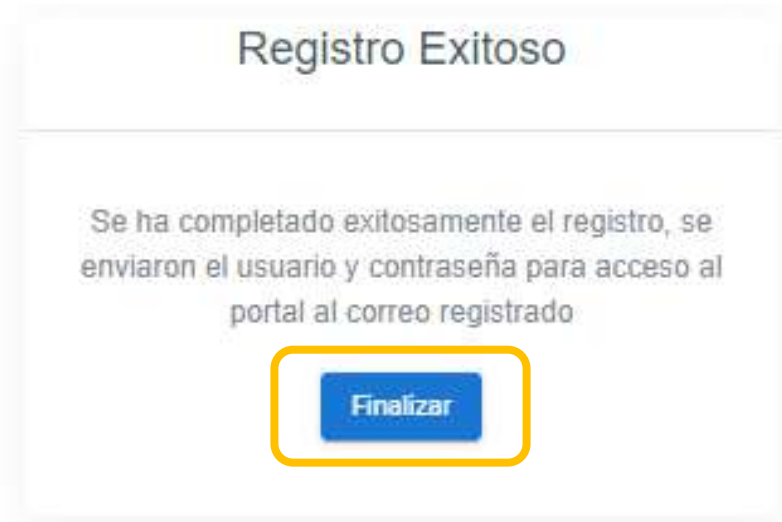 Registro Exitoso
Se ha completado exitosamente el registro, se
enviaron el usuario y contraseña para acceso al
portal al correo registrado
Finalizar